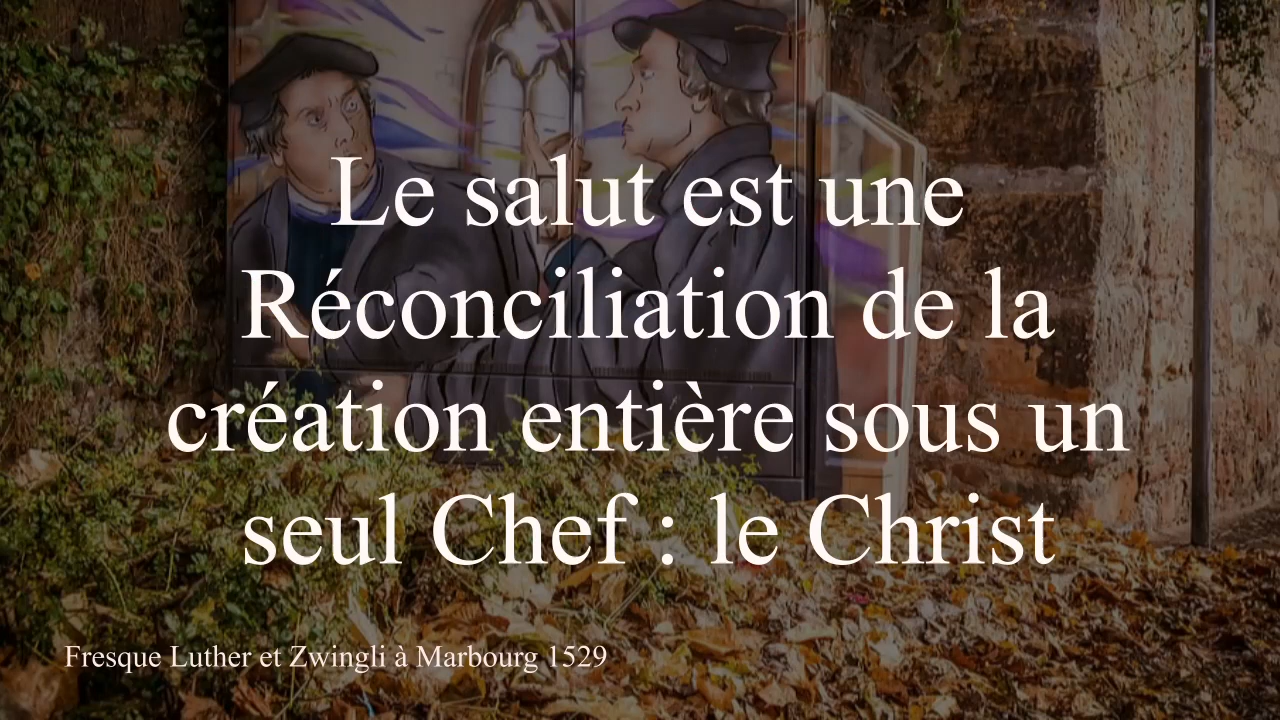 Le salut est une
Réconciliation de la
création entière sous un
seul Chef : le Christ
Fresque Luther et Zwingli à Marbourg 1529